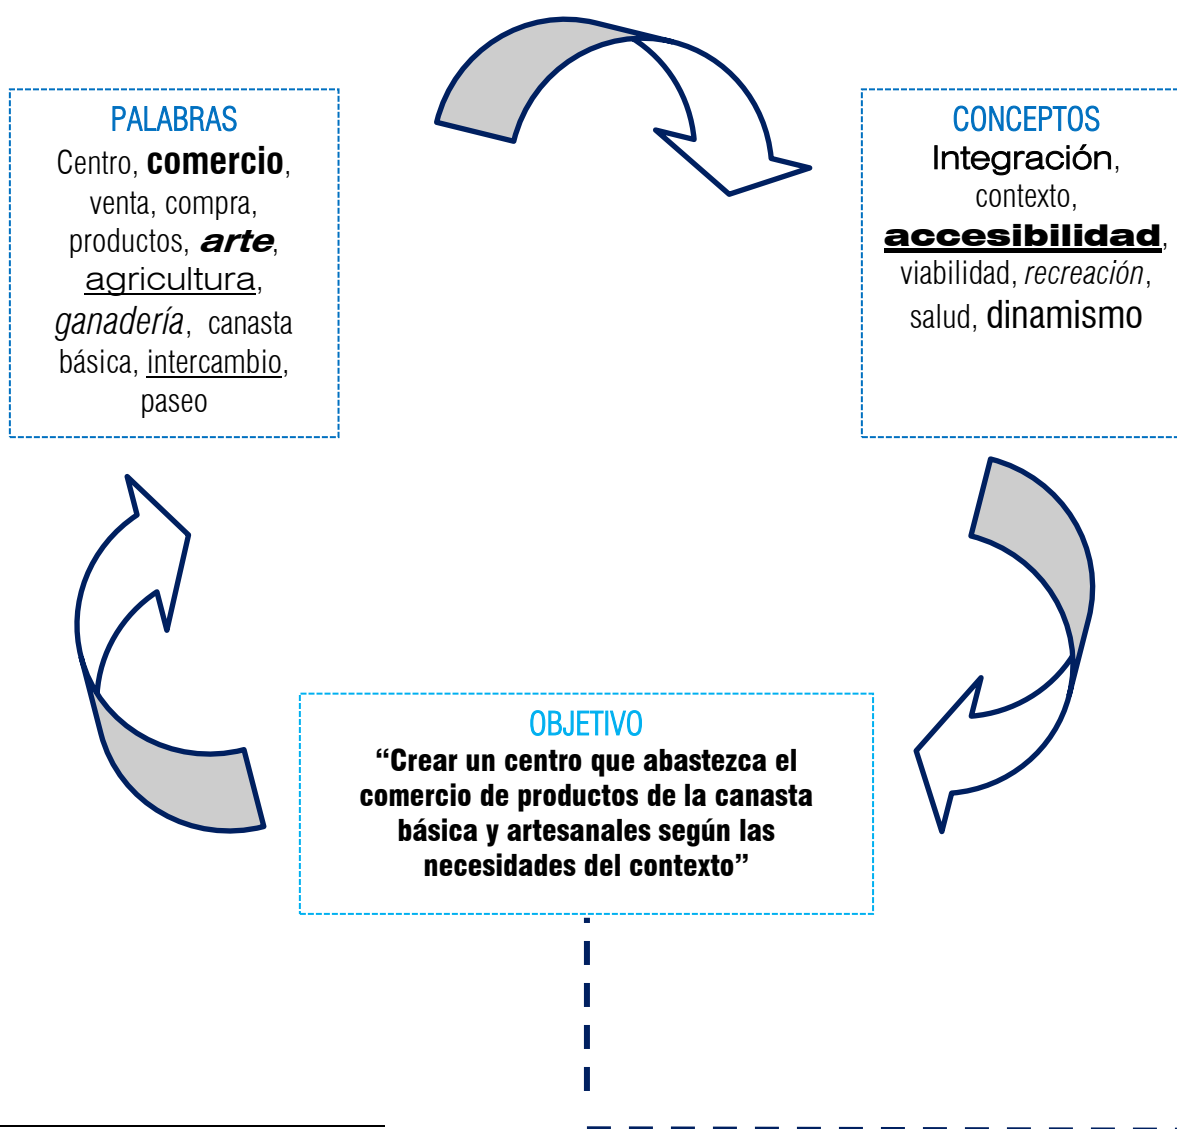 PALABRAS
Centro, comercio,
venta, compra,
productos, arte,
agricultura,
ganadería, canasta
básica, intercambio,
paseo
CONCEPTOS
Integración,
contexto,
accesibilidad,
viabilidad, recreación,
salud, dinamismo
OBJETIVO
“Crear un centro que abastezca el
comercio de productos de la canasta
básica y artesanales según las
necesidades del contexto”